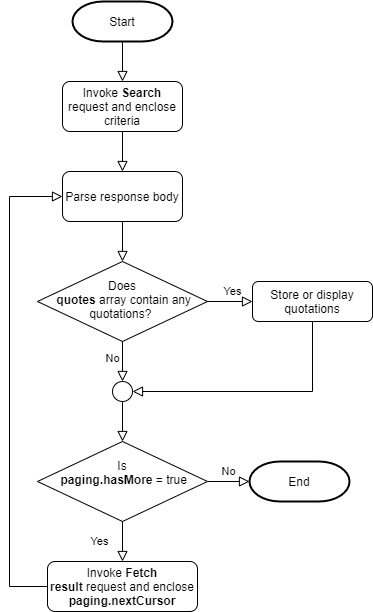 Start
Invoke Search
request and enclose
criteria
Parse response body
Does
quotes array contain any
quotations?
Yes
Store or display
quotations
No
Is
paging.hasMore = true
No
End
Yes
Invoke Fetch
result request and enclose
paging.nextCursor